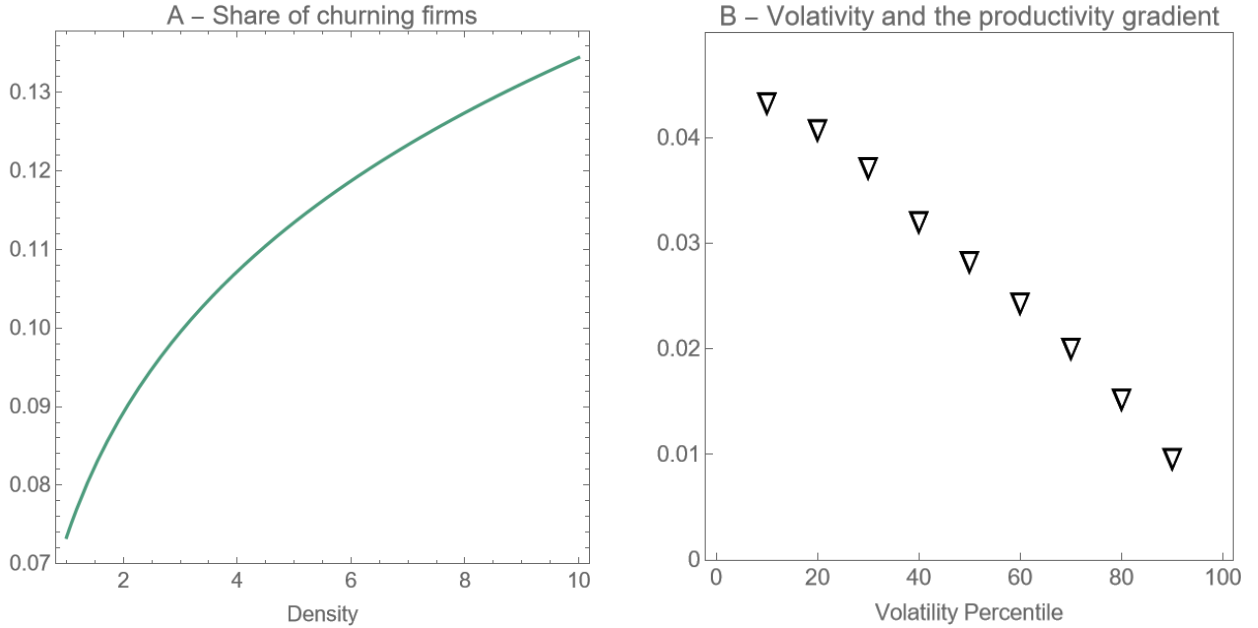 A – Share of churning firms
0.13
0.12
0.11
0.10
0.09
0.08
0.07
2 4 6 8 10
Density
B – Volativity and the productivity gradient
0.04
0.03
0.02
0.01
0
0 20 40 60 80 100
Volatility Percentile